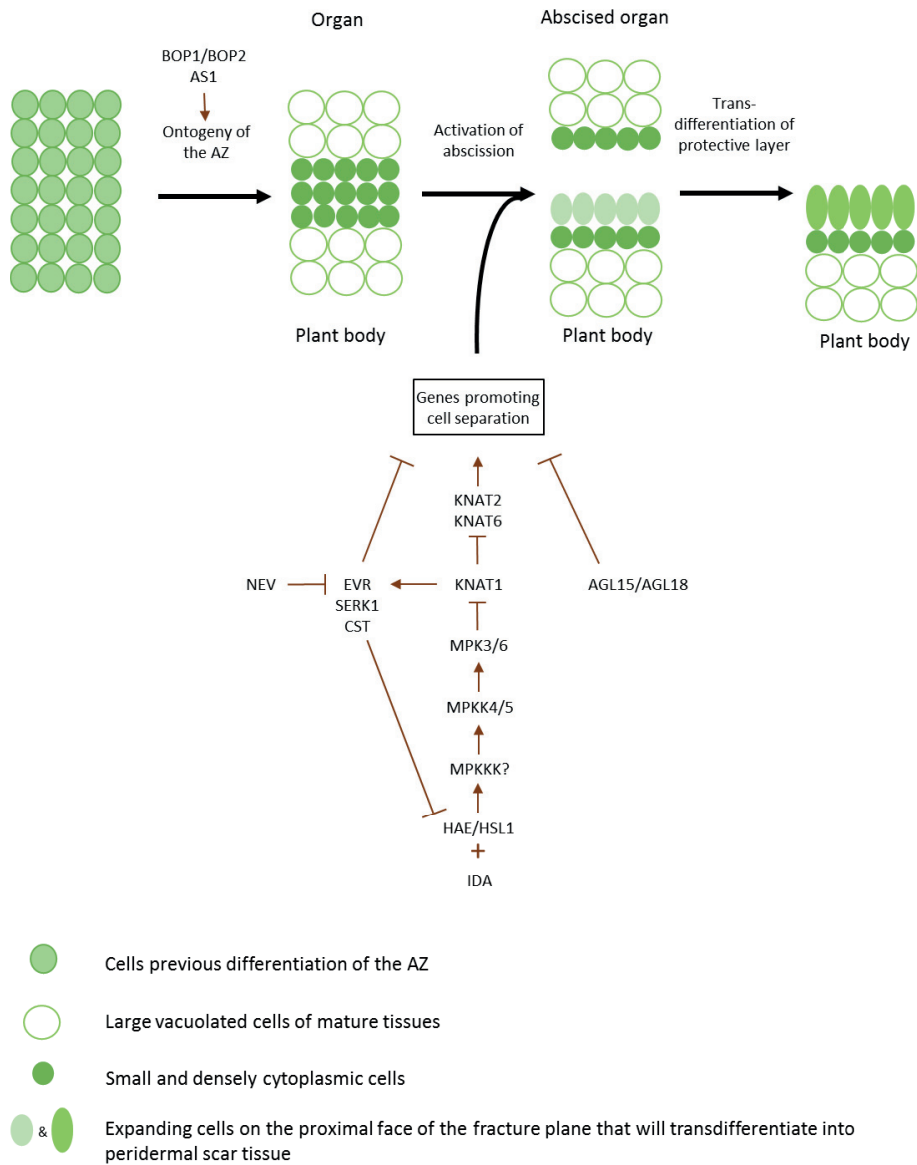 Organ
Abscised organ
BOP1/BOP2
AS1
Ontogeny of
the AZ
Activation of
abscission
Trans-
differentiation of
protective layer
Plant body
Plant body
Plant body
Genes promoting
cell separation
KNAT2
KNAT6
NEV
EVR
SERK1
CST
KNAT1
AGL15/AGL18
MPK3/6
MPKK4/5
MPKKK?
HAE/HSL1
+
IDA
Cells previous differentiation of the AZ
Large vacuolated cells of mature tissues
Small and densely cytoplasmic cells
& Expanding cells on the proximal face of the fracture plane that will transdifferentiate into
peridermal scar tissue